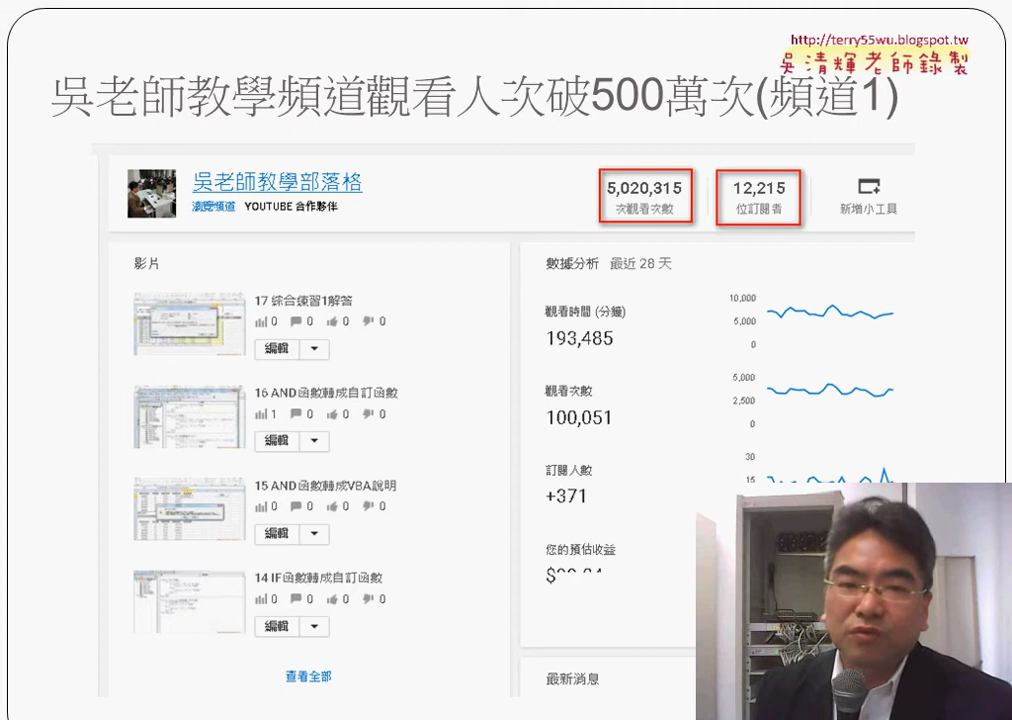 http://terry55wu.blogspot.tw
吳清輝老師錄製
吳老師教學頻道觀看人次破500萬次(頻道1)
吳老師教學部落格
瀏覽頻道 YOUTUBE 合作夥伴
5,020,315
次觀看次數
12,215
位訂閱者
新增小工具
影片
17 綜合練習1解答
0 0 0 0
編輯
16 AND函數轉成自訂函數
1 0 0 0
編輯
15 AND函數轉成VBA說明
0 0 0 0
編輯
14 IF函數轉成自訂函數
0 0 0 0
編輯
查看全部
數據分析 最近 28 天
觀看時間 (分鐘)
193,485
10,000
5,000
0
觀看次數
100,051
5,000
2,500
0
訂閱人數
+371
30
15
您的預估收益
最新消息